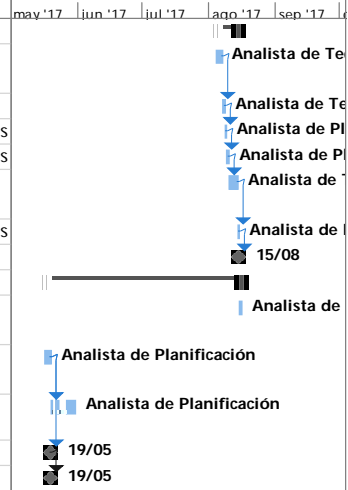 may '17 jun '17 jul '17 ago '17 sep '17
Analista de Te
Analista de Te
s Analista de Pl
s Analista de P
Analista de
s Analista de
15/08
Analista de
Analista de Planificación
Analista de Planificación
19/05
19/05